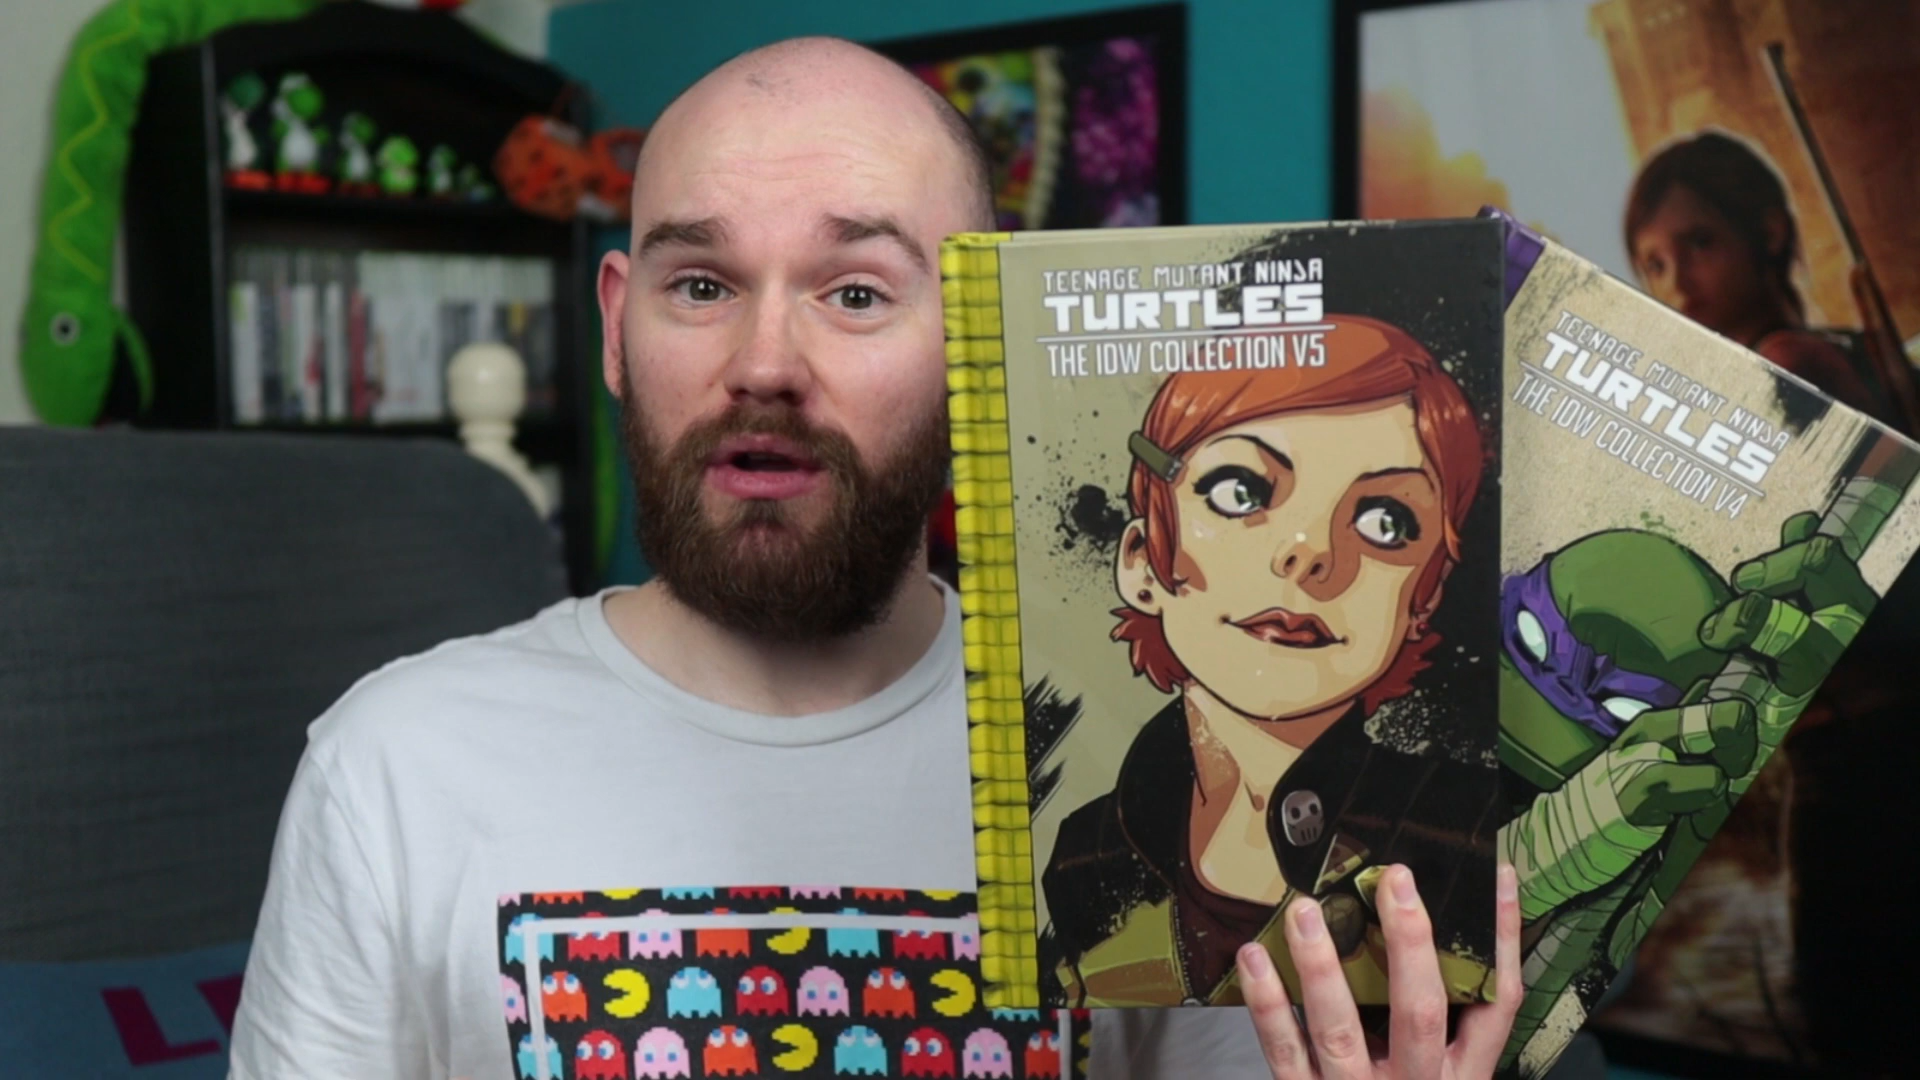 TEENAGE MUTANT NINJA
TURTLES
THE IDW COLLECTION V5
TEENAGE MUTANT NINJA
TURTLES
THE IDW COLLECTION V4